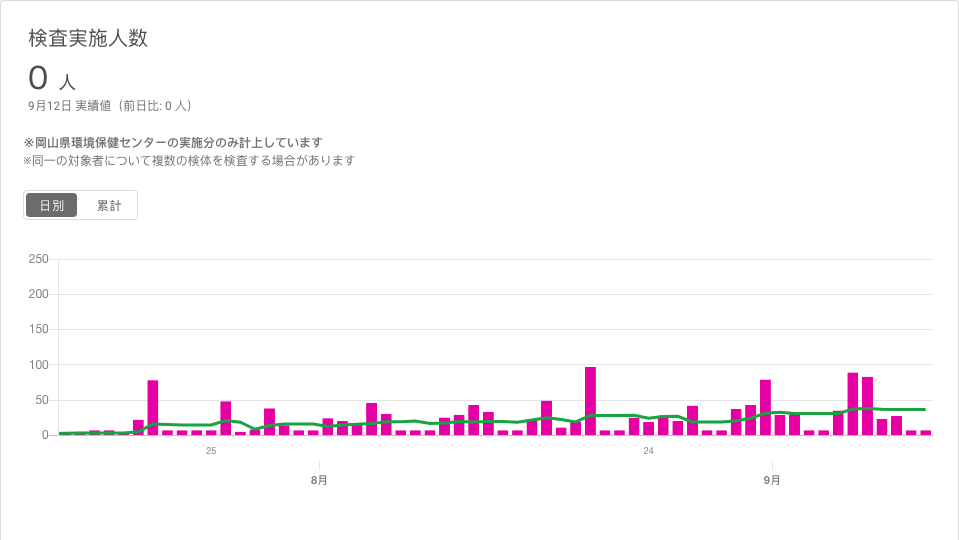 検査実施人数
0 人
9月12日 実績値（前日比: 0 人）
※岡山県環境保健センターの実施分のみ計上しています
※同一の対象者について複数の検体を検査する場合があります
日別 累計
250
200
150
100
50
0
25 24
8月 9月